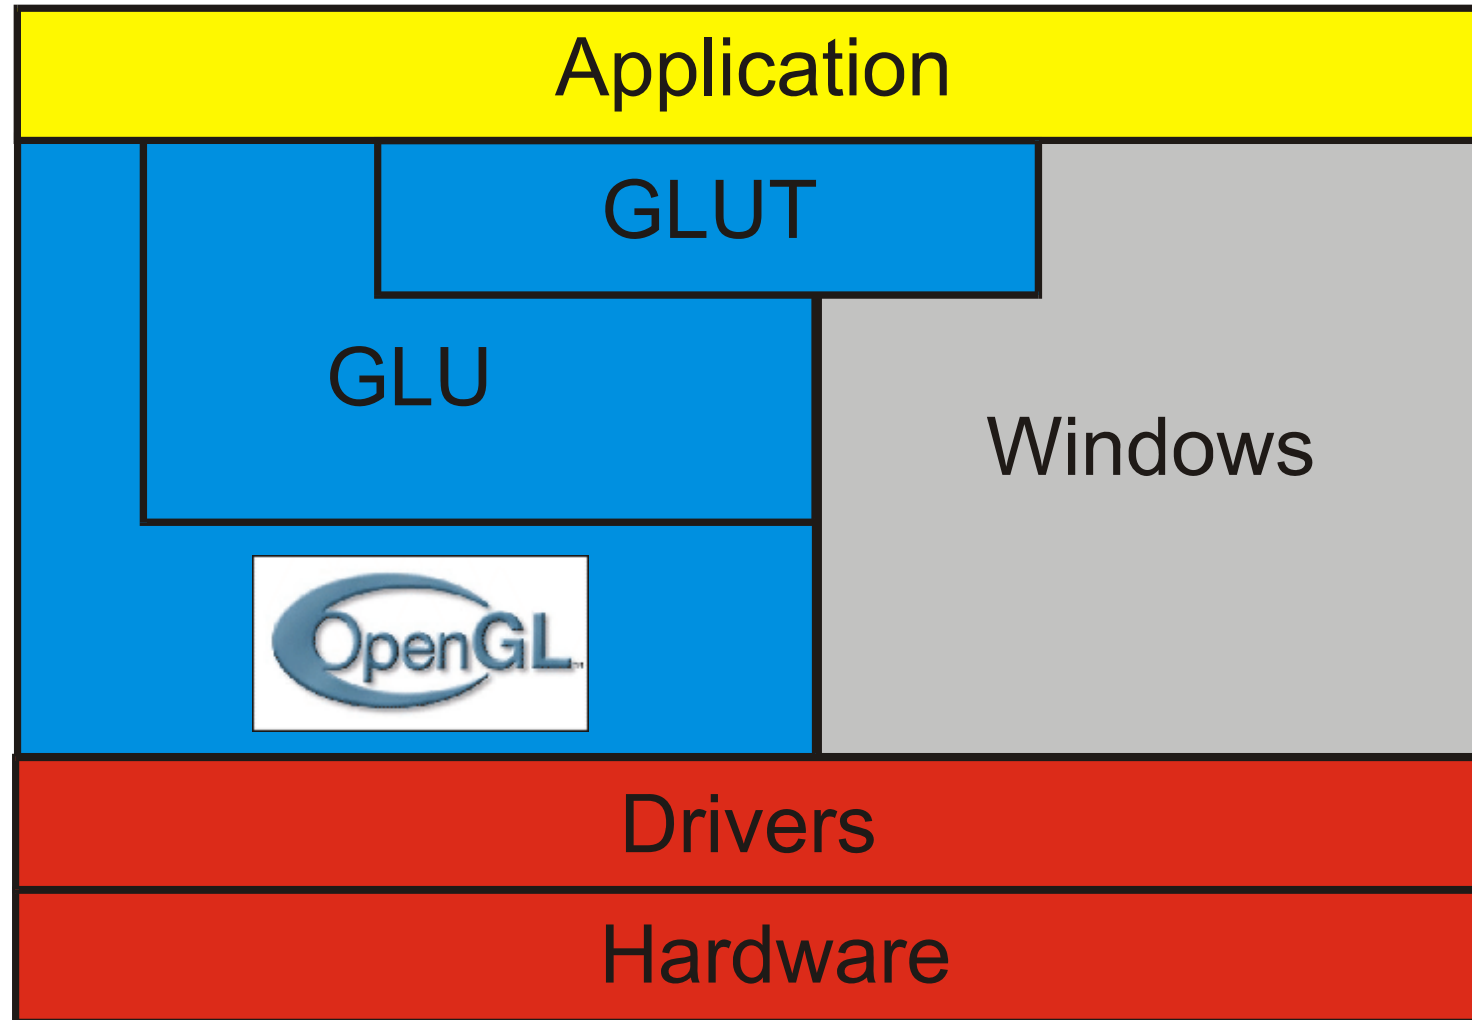 Application
GLUT
GLU
Windows
OpenGL
Drivers
Hardware